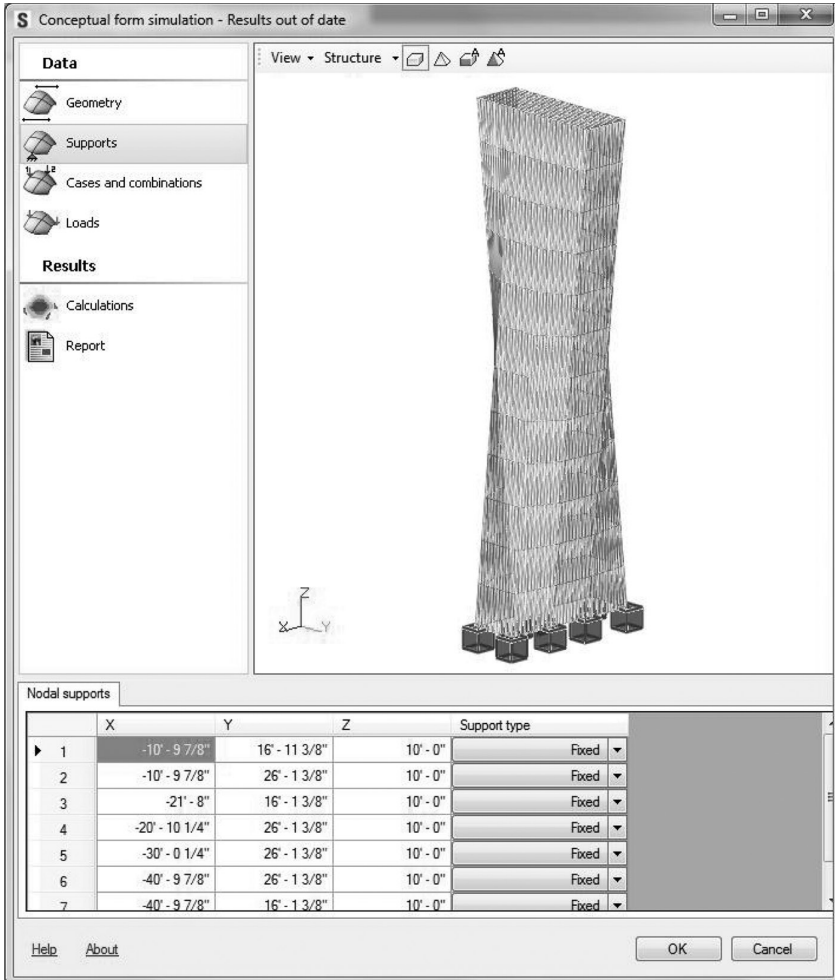 S Conceptual form simulation - Results out of date
Data
Geometry
Supports
Cases and combinations
Loads
Results
Calculations
Report
View Structure
Z
X Y
Nodal supports
X Y Z Support type
1 -10' - 9 7/8" 16' - 11 3/8" 10' - 0" Fixed
2 -10' - 9 7/8" 26' - 1 3/8" 10' - 0" Fixed
3 -21' - 8" 16' - 1 3/8" 10' - 0" Fixed
4 -20' - 10 1/4" 26' - 1 3/8" 10' - 0" Fixed
5 -30' - 0 1/4" 26' - 1 3/8" 10' - 0" Fixed
6 -40' - 9 7/8" 26' - 1 3/8" 10' - 0" Fixed
7 -40' - 9 7/8" 16' - 1 3/8" 10' - 0" Fixed
Help About OK Cancel